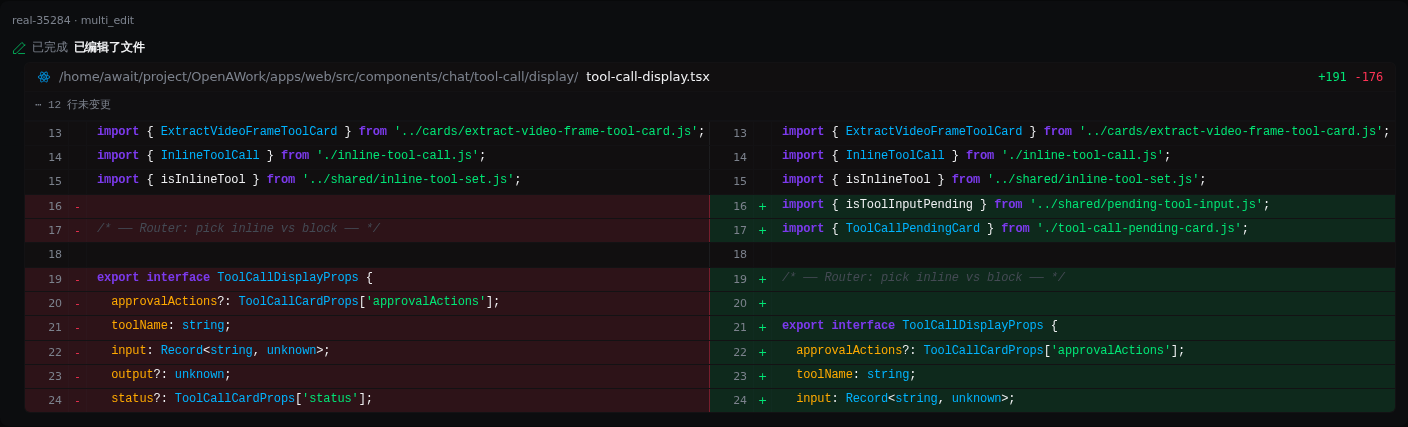 real-35284 · multi_edit
已完成 已编辑了文件
/home/await/project/OpenAWork/apps/web/src/components/chat/tool-call/display/ tool-call-display.tsx +191 -176
⋯ 12 行未变更
13 import { ExtractVideoFrameToolCard } from '../cards/extract-video-frame-tool-card.js';
14 import { InlineToolCall } from './inline-tool-call.js';
15 import { isInlineTool } from '../shared/inline-tool-set.js';
16 -
17 - /* —— Router: pick inline vs block —— */
18
19 - export interface ToolCallDisplayProps {
20 - approvalActions?: ToolCallCardProps['approvalActions'];
21 - toolName: string;
22 - input: Record<string, unknown>;
23 - output?: unknown;
24 - status?: ToolCallCardProps['status'];
13 import { ExtractVideoFrameToolCard } from '../cards/extract-video-frame-tool-card.js';
14 import { InlineToolCall } from './inline-tool-call.js';
15 import { isInlineTool } from '../shared/inline-tool-set.js';
16 + import { isToolInputPending } from '../shared/pending-tool-input.js';
17 + import { ToolCallPendingCard } from './tool-call-pending-card.js';
18
19 + /* —— Router: pick inline vs block —— */
20 +
21 + export interface ToolCallDisplayProps {
22 + approvalActions?: ToolCallCardProps['approvalActions'];
23 + toolName: string;
24 + input: Record<string, unknown>;